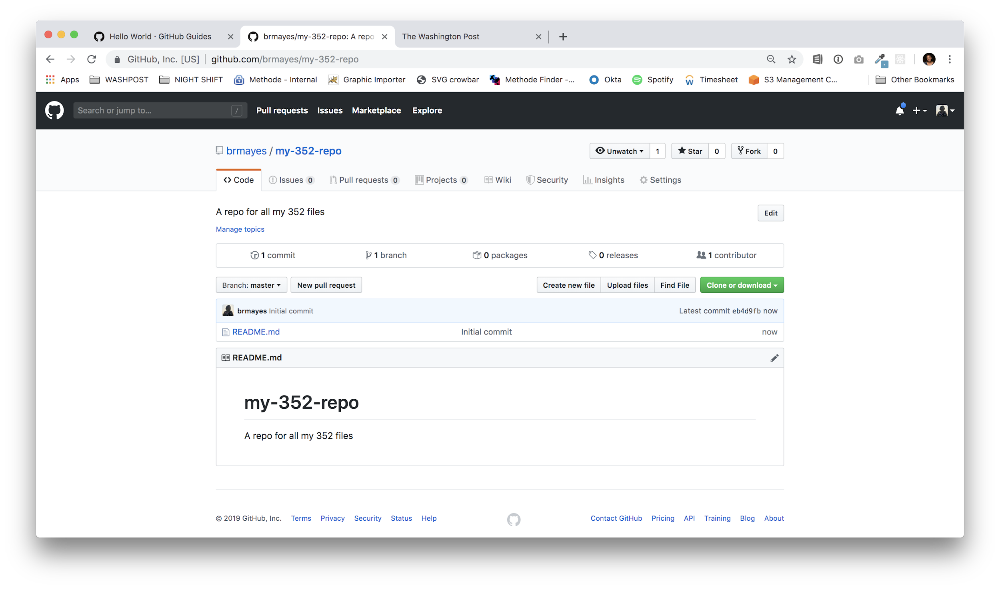 Hello World · GitHub Guides
brmayes/my-352-repo: A repo
The Washington Post
GitHub, Inc. [US] github.com/brmayes/my-352-repo
Apps WASHPOST NIGHT SHIFT Methode - Internal Graphic Importer SVG crowbar Methode Finder -... Okta Spotify Timesheet S3 Management C... Other Bookmarks
Search or jump to... / Pull requests Issues Marketplace Explore
brmayes / my-352-repo Unwatch 1 Star 0 Fork 0
Code Issues 0 Pull requests 0 Projects 0 Wiki Security Insights Settings
A repo for all my 352 files Edit
Manage topics
1 commit 1 branch 0 packages 0 releases 1 contributor
Branch: master New pull request Create new file Upload files Find File Clone or download
brmayes Initial commit Latest commit eb4d9fb now
README.md Initial commit now
README.md
my-352-repo
A repo for all my 352 files
© 2019 GitHub, Inc. Terms Privacy Security Status Help Contact GitHub Pricing API Training Blog About